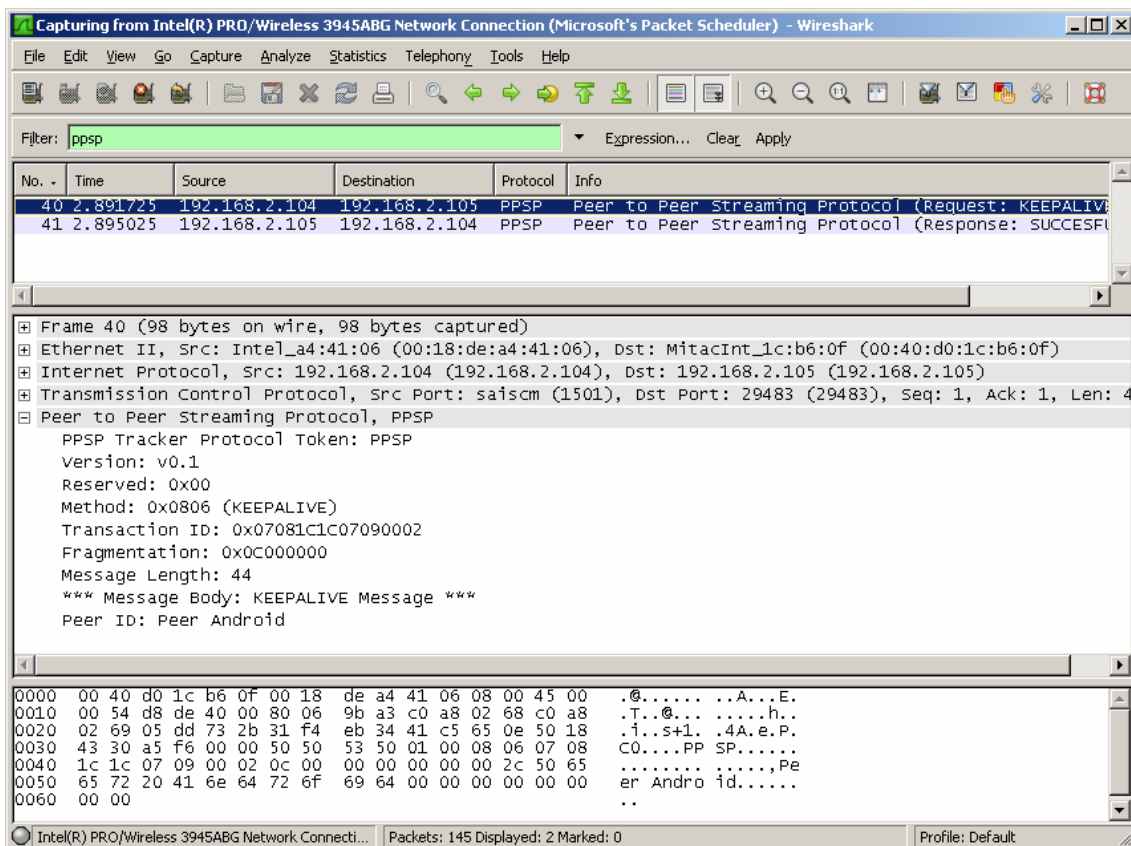 Capturing from Intel(R) PRO/Wireless 3945ABG Network Connection (Microsoft's Packet Scheduler) - Wireshark
File Edit View Go Capture Analyze Statistics Telephony Tools Help
Filter: ppsp Expression... Clear Apply
No. - Time Source Destination Protocol Info
40 2.891725 192.168.2.104 192.168.2.105 PPSP Peer to Peer Streaming Protocol (Request: KEEPALIV
41 2.895025 192.168.2.105 192.168.2.104 PPSP Peer to Peer Streaming Protocol (Response: SUCCESFU
Frame 40 (98 bytes on wire, 98 bytes captured)
Ethernet II, Src: Intel_a4:41:06 (00:18:de:a4:41:06), Dst: MitacInt_1c:b6:0f (00:40:d0:1c:b6:0f)
Internet Protocol, Src: 192.168.2.104 (192.168.2.104), Dst: 192.168.2.105 (192.168.2.105)
Transmission Control Protocol, Src Port: saiscm (1501), Dst Port: 29483 (29483), Seq: 1, Ack: 1, Len: 4
Peer to Peer Streaming Protocol, PPSP
PPSP Tracker Protocol Token: PPSP
Version: v0.1
Reserved: 0x00
Method: 0x0806 (KEEPALIVE)
Transaction ID: 0x07081C1C07090002
Fragmentation: 0x0C000000
Message Length: 44
*** Message Body: KEEPALIVE Message ***
Peer ID: Peer Android
0000 00 40 d0 1c b6 0f 00 18 de a4 41 06 08 00 45 00 .@...... ..A...E.
0010 00 54 d8 de 40 00 80 06 9b a3 c0 a8 02 68 c0 a8 .T..@... .....h..
0020 02 69 05 dd 73 2b 31 f4 eb 34 41 c5 65 0e 50 18 .i..s+1. .4A.e.P.
0030 43 30 a5 f6 00 00 50 50 53 50 01 00 08 06 07 08 C0....PP SP......
0040 1c 1c 07 09 00 02 0c 00 00 00 00 00 00 2c 50 65 ........ .....,Pe
0050 65 72 20 41 6e 64 72 6f 69 64 00 00 00 00 00 00 er Andro id......
0060 00 00 ..
Intel(R) PRO/Wireless 3945ABG Network Connecti... Packets: 145 Displayed: 2 Marked: 0 Profile: Default